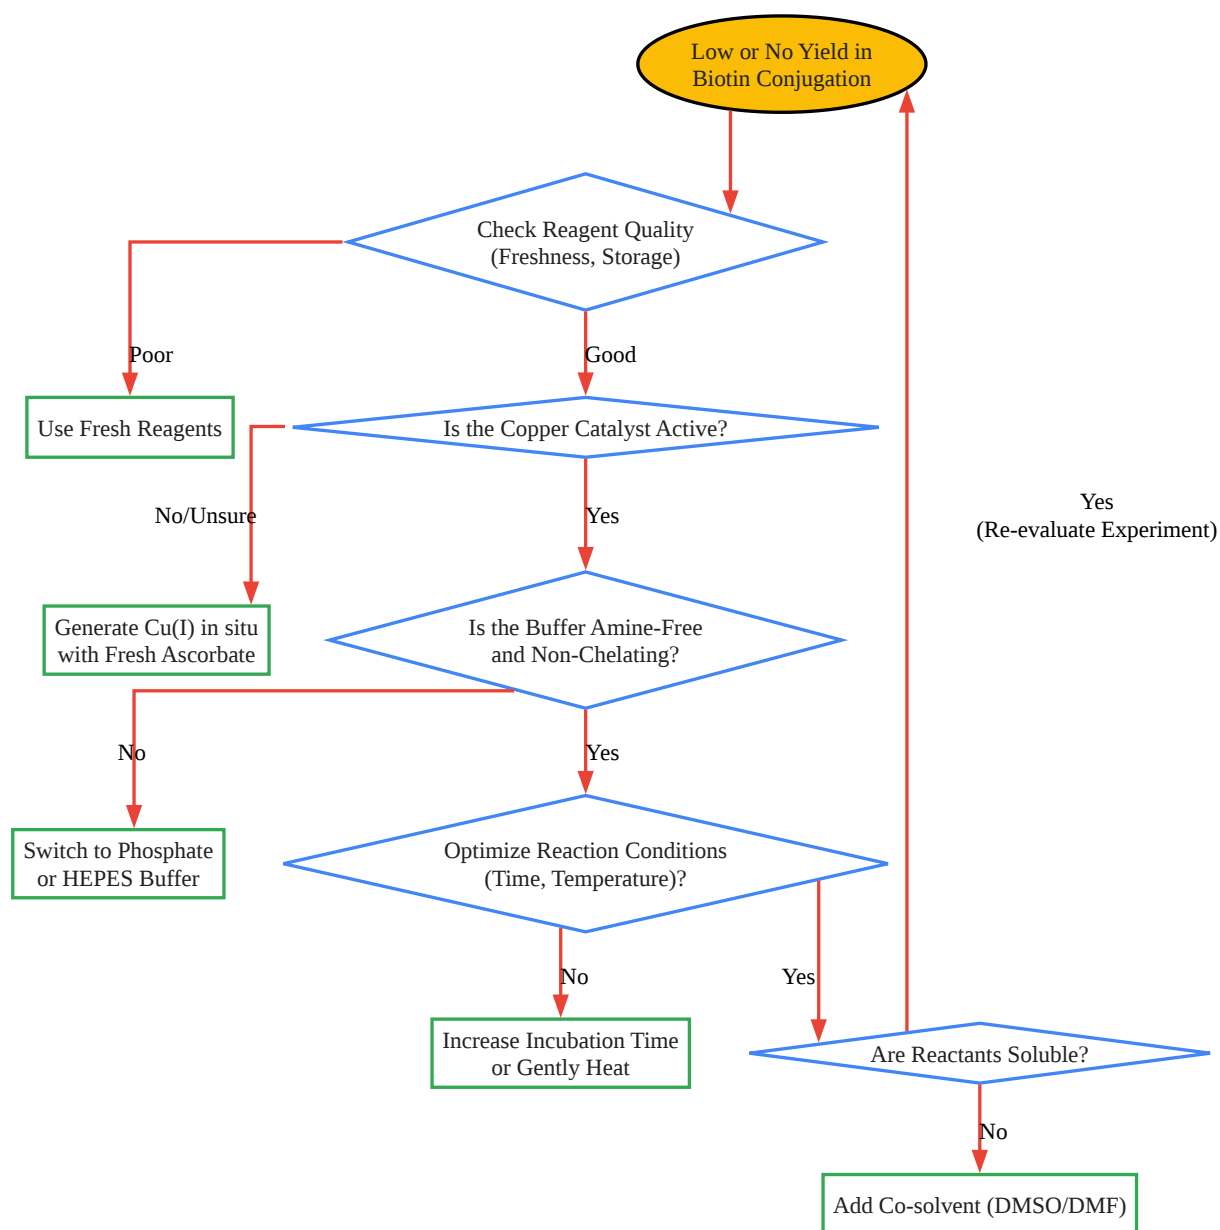 Low or No Yield in
Biotin Conjugation
Check Reagent Quality
(Freshness, Storage)
Poor
Good
Use Fresh Reagents
Is the Copper Catalyst Active?
No/Unsure
Yes
Yes
(Re-evaluate Experiment)
Generate Cu(I) in situ
with Fresh Ascorbate
Is the Buffer Amine-Free
and Non-Chelating?
No
Yes
Switch to Phosphate
or HEPES Buffer
Optimize Reaction Conditions
(Time, Temperature)?
No
Yes
Increase Incubation Time
or Gently Heat
Are Reactants Soluble?
No
Add Co-solvent (DMSO/DMF)